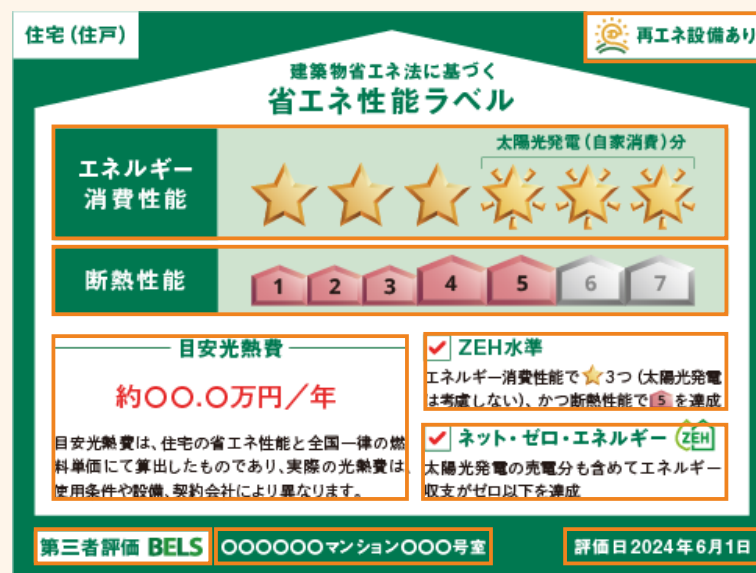 住宅（住戸）
再エネ設備あり
建築物省エネ法に基づく
省エネ性能ラベル
エネルギー
消費性能
太陽光発電（自家消費）分
断熱性能
1 2 3 4 5 6 7
目安光熱費
約〇〇.〇万円／年
目安光熱費は、住宅の省エネ性能と全国一律の燃
料単価にて算出したものであり、実際の光熱費は、
使用条件や設備、契約会社により異なります。
ZEH水準
エネルギー消費性能で3つ（太陽光発電
は考慮しない）、かつ断熱性能で5を達成
ネット・ゼロ・エネルギー ZEH
太陽光発電の売電分も含めてエネルギー
収支がゼロ以下を達成
第三者評価 BELS
〇〇〇〇〇〇マンション〇〇〇号室
評価日2024年6月1日